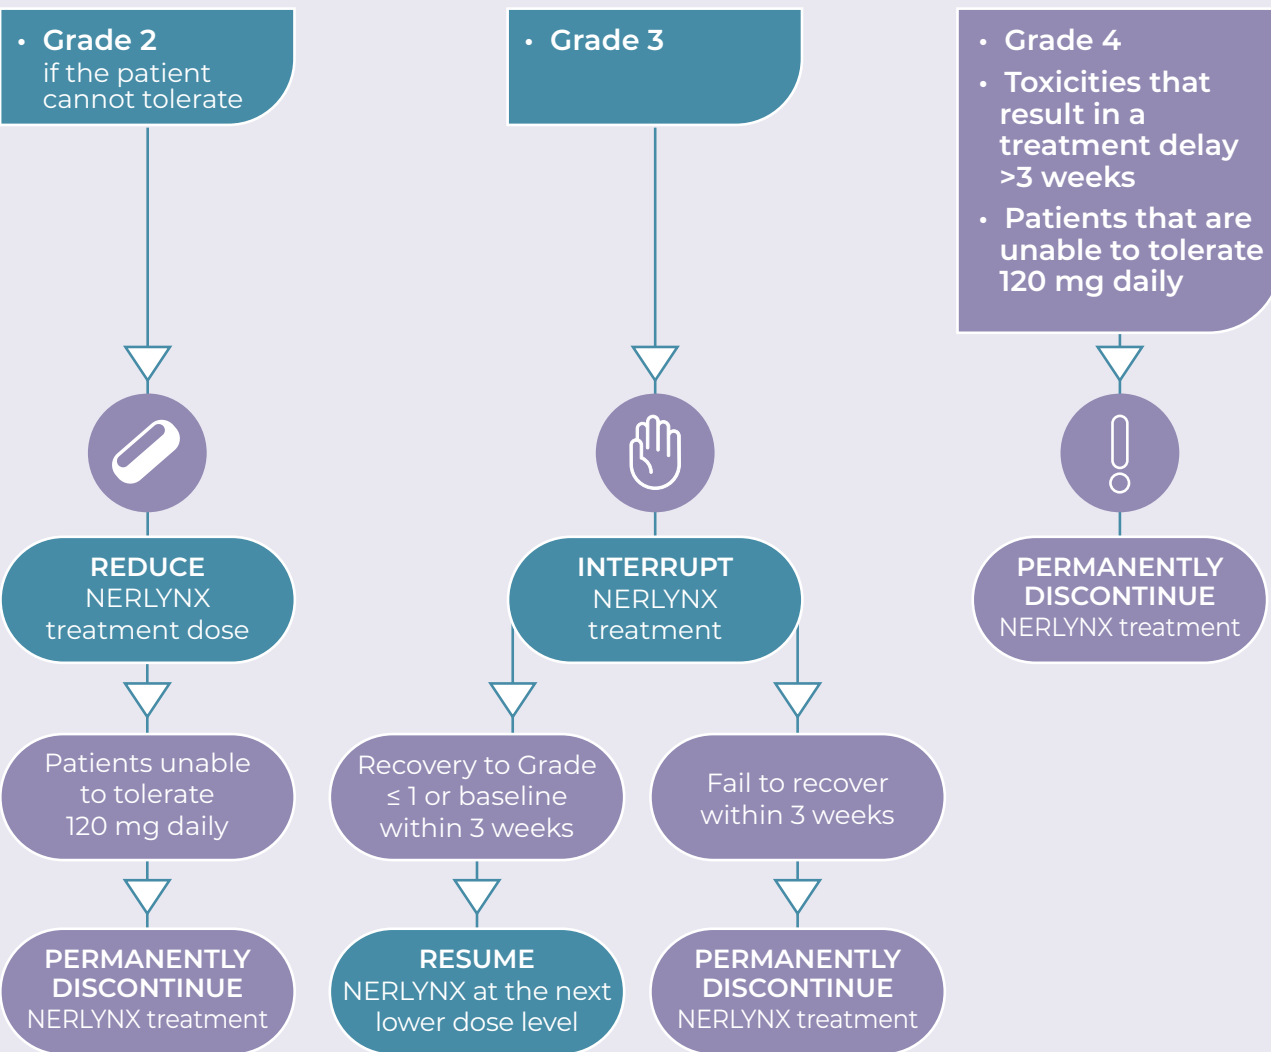 • Grade 2
if the patient
cannot tolerate
• Grade 3
• Grade 4
• Toxicities that
result in a
treatment delay
>3 weeks
• Patients that are
unable to tolerate
120 mg daily
REDUCE
NERLYNX
treatment dose
INTERRUPT
NERLYNX
treatment
PERMANENTLY
DISCONTINUE
NERLYNX treatment
Patients unable
to tolerate
120 mg daily
Recovery to Grade
≤ 1 or baseline
within 3 weeks
Fail to recover
within 3 weeks
PERMANENTLY
DISCONTINUE
NERLYNX treatment
RESUME
NERLYNX at the next
lower dose level
PERMANENTLY
DISCONTINUE
NERLYNX treatment